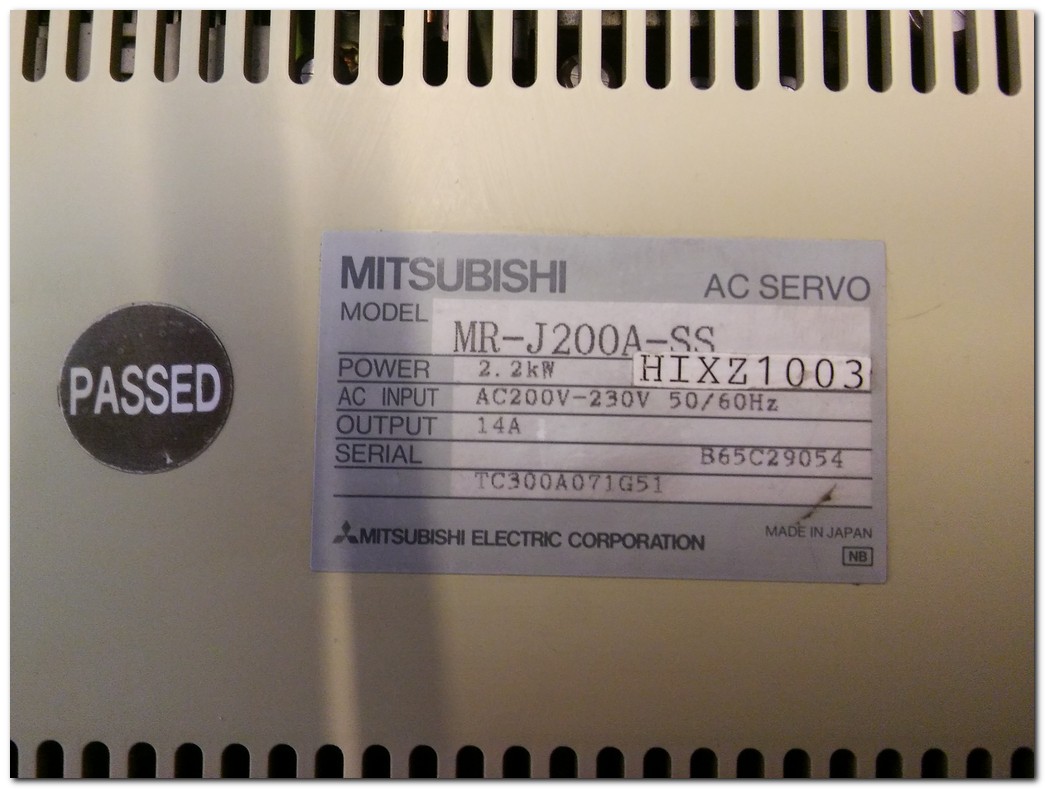 MITSUBISHI AC SERVO
MODEL MR-J200A-SS
POWER 2.2kW HIXZ1003
AC INPUT AC200V-230V 50/60Hz
OUTPUT 14A
SERIAL B65C29054
TC300A071G51
MITSUBISHI ELECTRIC CORPORATION MADE IN JAPAN
NB
PASSED